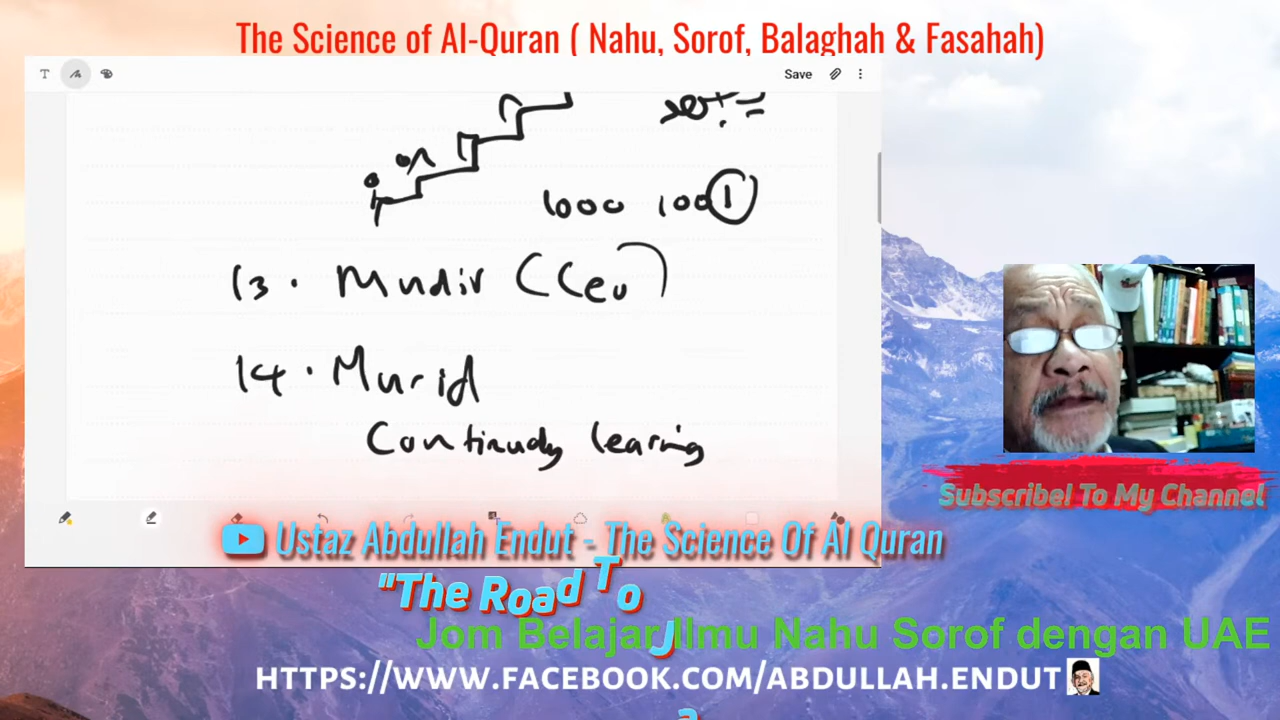 The Science of Al-Quran ( Nahu, Sorof, Balaghah & Fasahah)
T
Save
1000 100 1
13. Mudir (Ceo)
14. Murid
Continudy learing
Subscribe! To My Channel
Ustaz Abdullah Endut - The Science Of Al Quran
"The Road To J a
Jom Belajar Ilmu Nahu Sorof dengan UAE
HTTPS://WWW.FACEBOOK.COM/ABDULLAH.ENDUT